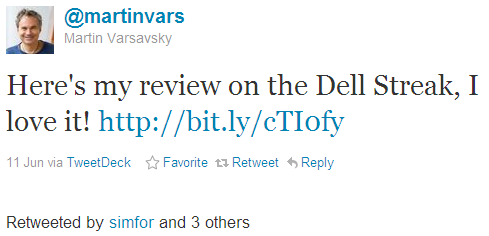 @martinvars
Martin Varsavsky
Here's my review on the Dell Streak, I
love it! http://bit.ly/cTI0fy
11 Jun via TweetDeck Favorite Retweet Reply
Retweeted by simfor and 3 others